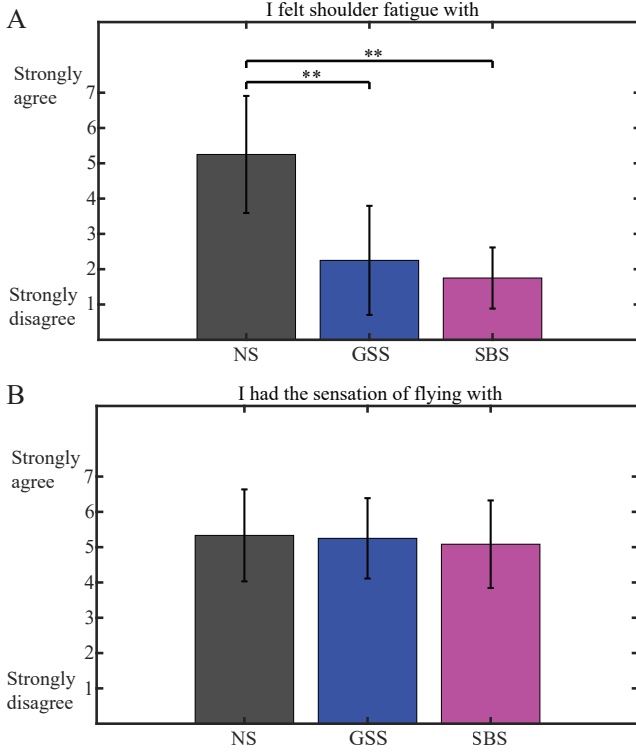 A
I felt shoulder fatigue with
**
**
Strongly
agree
7
6
5
4
3
2
1
Strongly
disagree
NS GSS SBS
B
I had the sensation of flying with
Strongly
agree
7
6
5
4
3
2
1
Strongly
disagree
NS GSS SBS